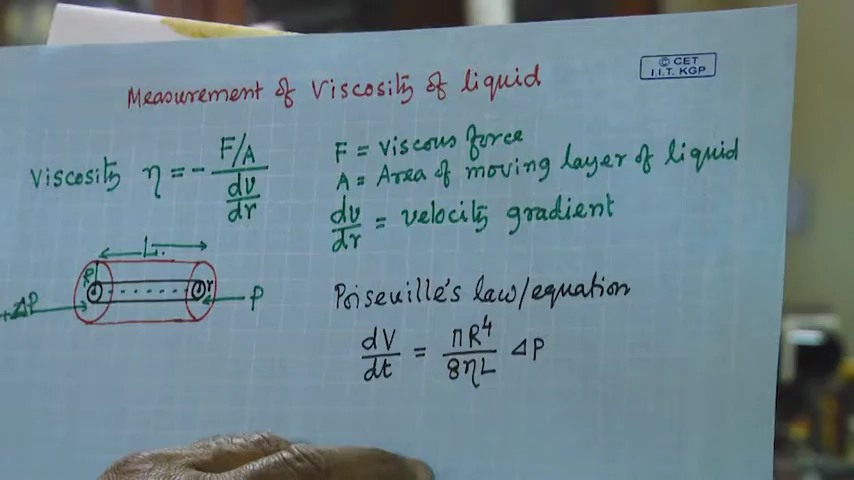 Measurement of Viscosity of liquid
© CET
I.I.T. KGP
Viscosity η = - F/A / dv/dr
F = Viscous force
A = Area of moving layer of liquid
dv/dr = velocity gradient
L
R
r
+ΔP
P
Poiseuille's law/equation
dV/dt = πR⁴/8ηL ΔP